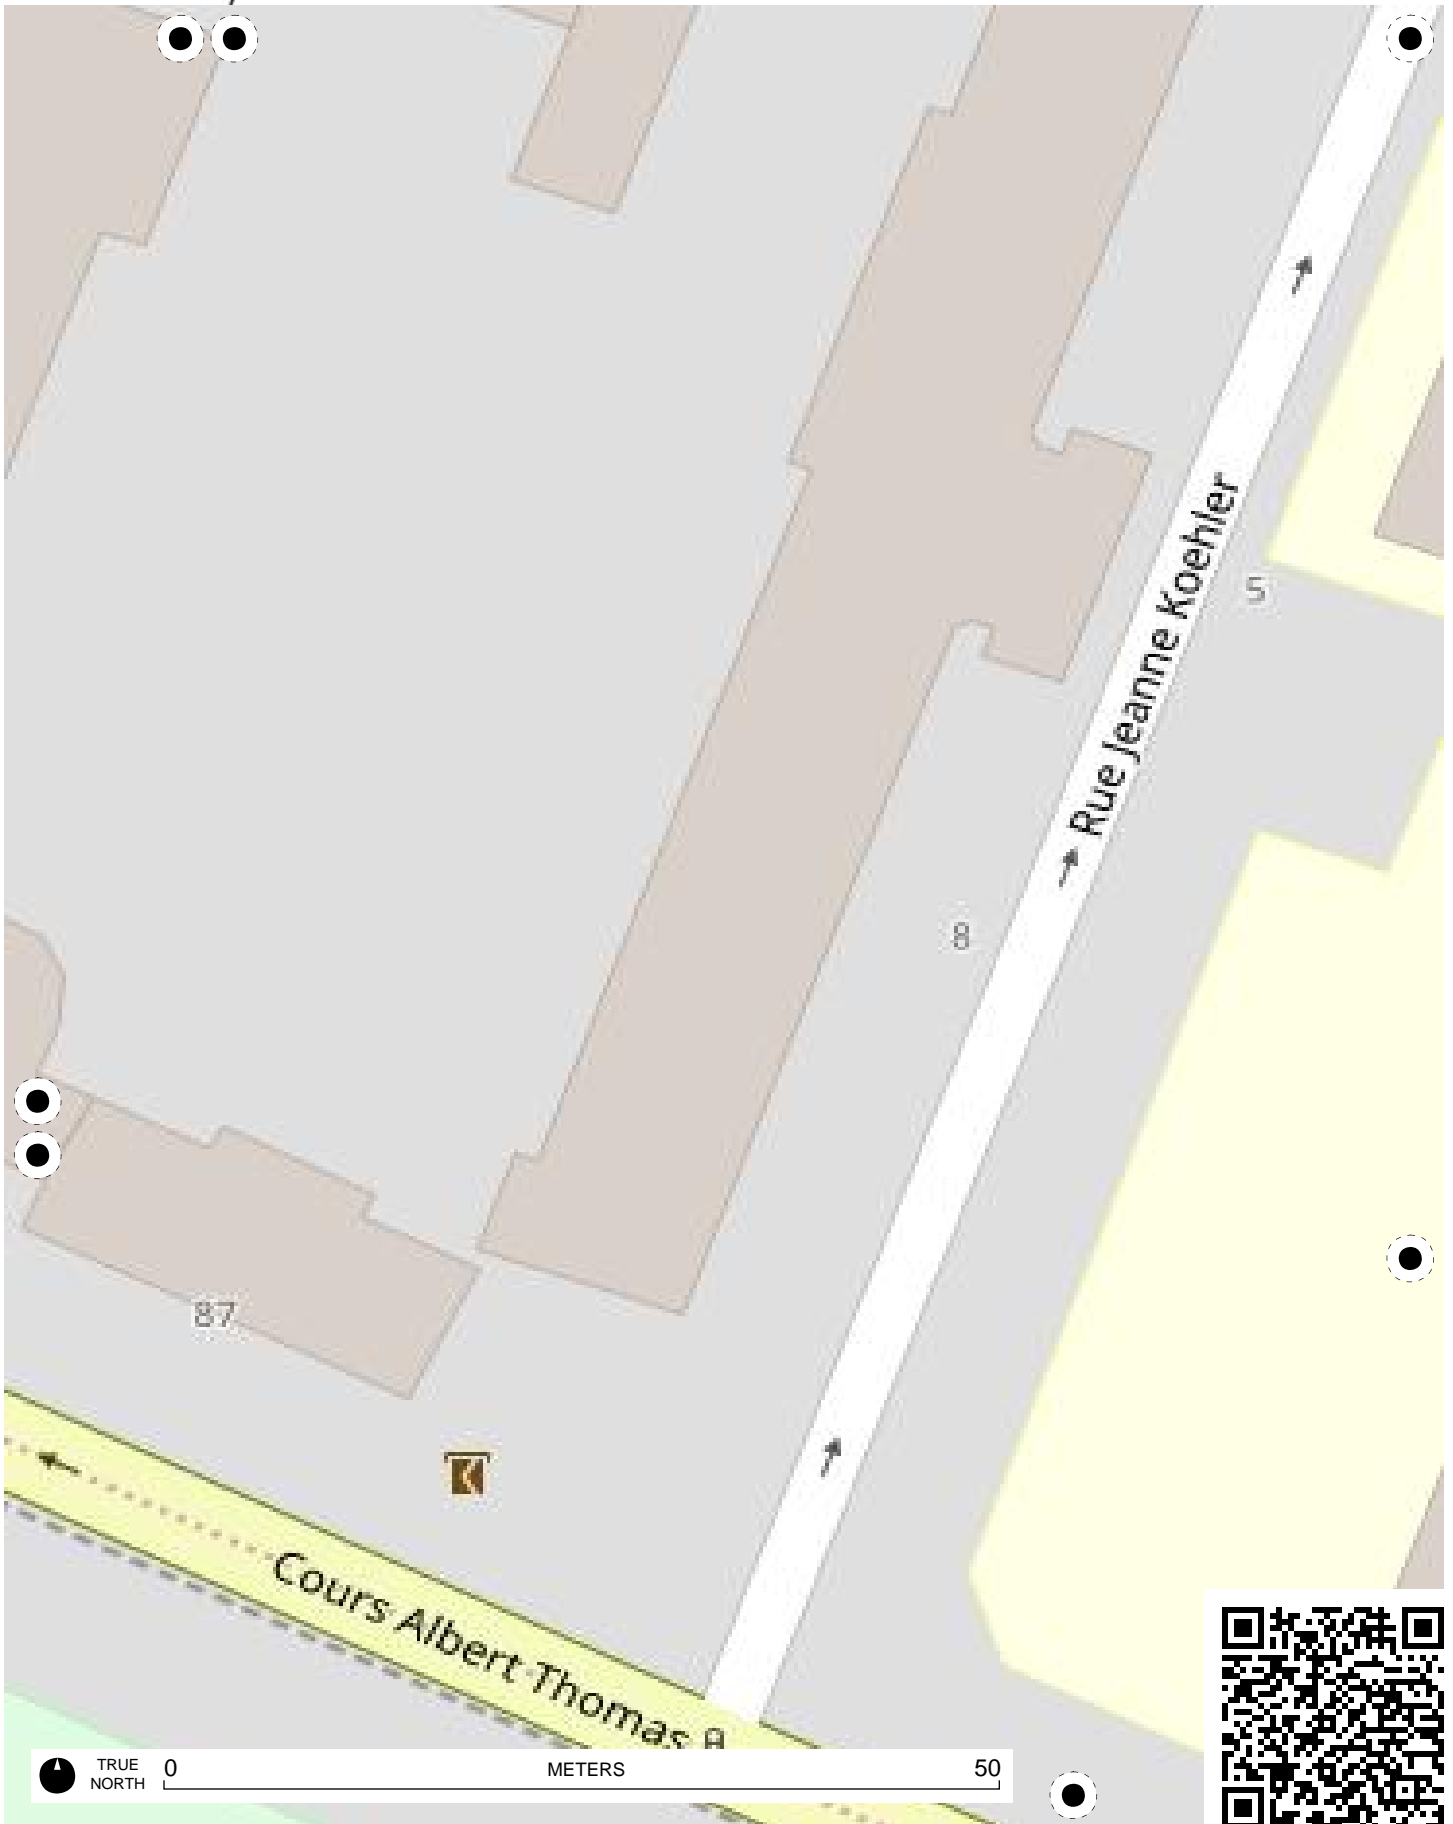 Rue Jeanne Koehler
5
8
87
Cours Albert Thomas
TRUE
NORTH
0
METERS
50